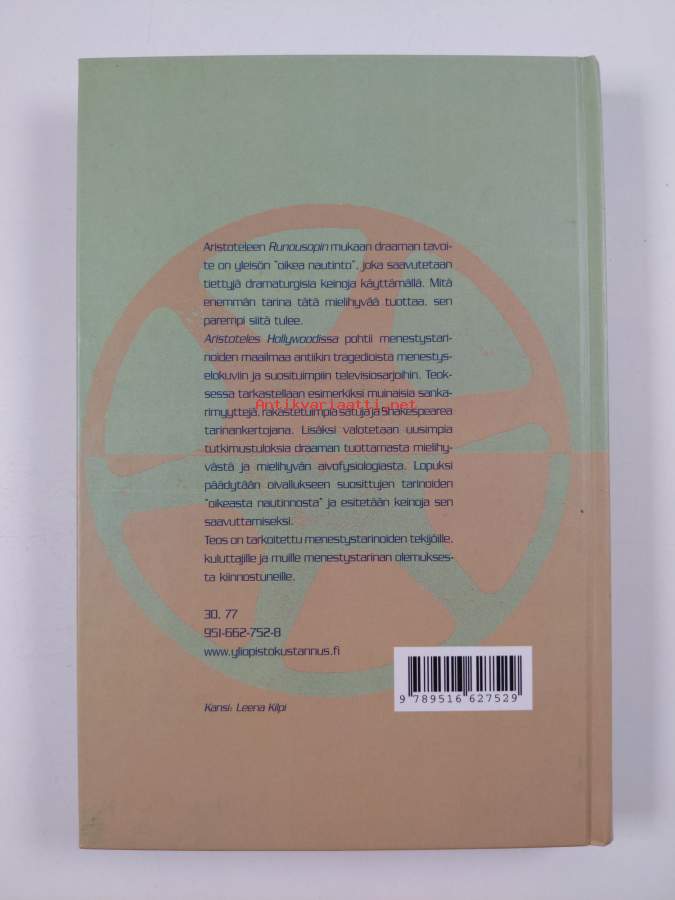 Aristoteleen Runousopin mukaan draaman tavoi-
te on yleisön "oikea nautinto", joka saavutetaan
tiettyjä dramaturgisia keinoja käyttämällä. Mitä
enemmän tarina tätä mielihyvää tuottaa, sen
parempi siitä tulee.
Aristoteles Hollywoodissa pohtii menestystari-
noiden maailmaa antiikin tragedioista menestys-
elokuviin ja suosituimpiin televisiosarjoihin. Teok-
sessa tarkastellaan esimerkiksi muinaisia sanka-
Antikvariaatti.net
rimyyttejä, rakastetuimpia satuja ja Shakespearea
tarinankertojana. Lisäksi valotetaan uusimpia
tutkimustuloksia draaman tuottamasta mielihy-
västä ja mielihyvän aivofysiologiasta. Lopuksi
päädytään oivallukseen suosittujen tarinoiden
"oikeasta nautinnosta" ja esitetään keinoja sen
saavuttamiseksi.
Teos on tarkoitettu menestystarinoiden tekijöille,
kuluttajille ja muille menestystarinan olemukses-
ta kiinnostuneille.
30. 77
951-662-752-8
www.yliopistokustannus.fi
9 789516 627529
Kansi: Leena Kilpi